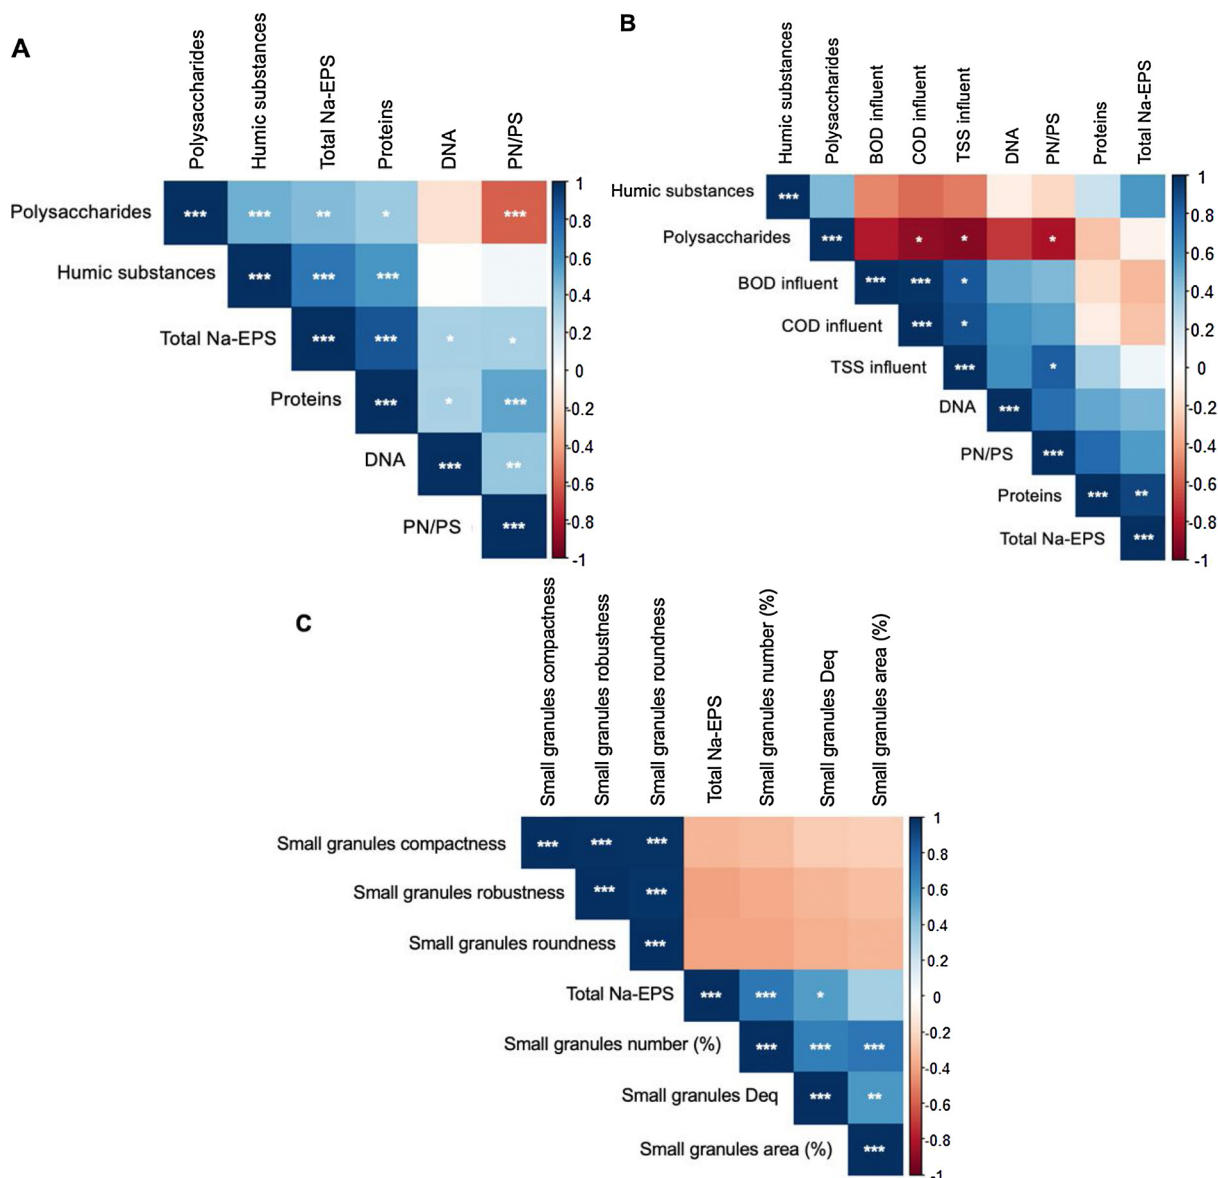 A
Polysaccharides
Humic substances
Total Na-EPS
Proteins
DNA
PN/PS
Polysaccharides *** *** ** * ***
Humic substances *** *** ***
Total Na-EPS *** *** * *
Proteins *** * ***
DNA *** **
PN/PS ***
1
0.8
0.6
0.4
0.2
0
-0.2
-0.4
-0.6
-0.8
-1
B
Humic substances
Polysaccharides
BOD influent
COD influent
TSS influent
DNA
PN/PS
Proteins
Total Na-EPS
Humic substances ***
Polysaccharides *** * * *
BOD influent *** *** *
COD influent *** *
TSS influent *** *
DNA ***
PN/PS ***
Proteins *** **
Total Na-EPS ***
1
0.8
0.6
0.4
0.2
0
-0.2
-0.4
-0.6
-0.8
-1
C
Small granules compactness
Small granules robustness
Small granules roundness
Total Na-EPS
Small granules number (%)
Small granules Deq
Small granules area (%)
Small granules compactness *** *** ***
Small granules robustness *** ***
Small granules roundness ***
Total Na-EPS *** *** *
Small granules number (%) *** *** ***
Small granules Deq *** **
Small granules area (%) ***
1
0.8
0.6
0.4
0.2
0
-0.2
-0.4
-0.6
-0.8
-1